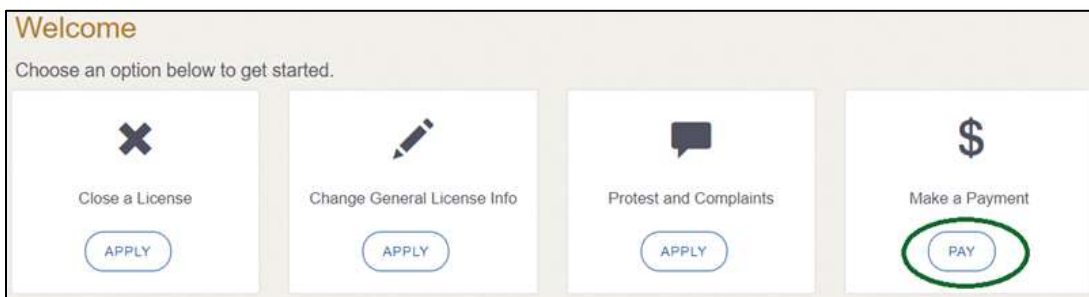 Welcome
Choose an option below to get started.
$
Close a License
Change General License Info
Protest and Complaints
Make a Payment
APPLY
APPLY
APPLY
PAY